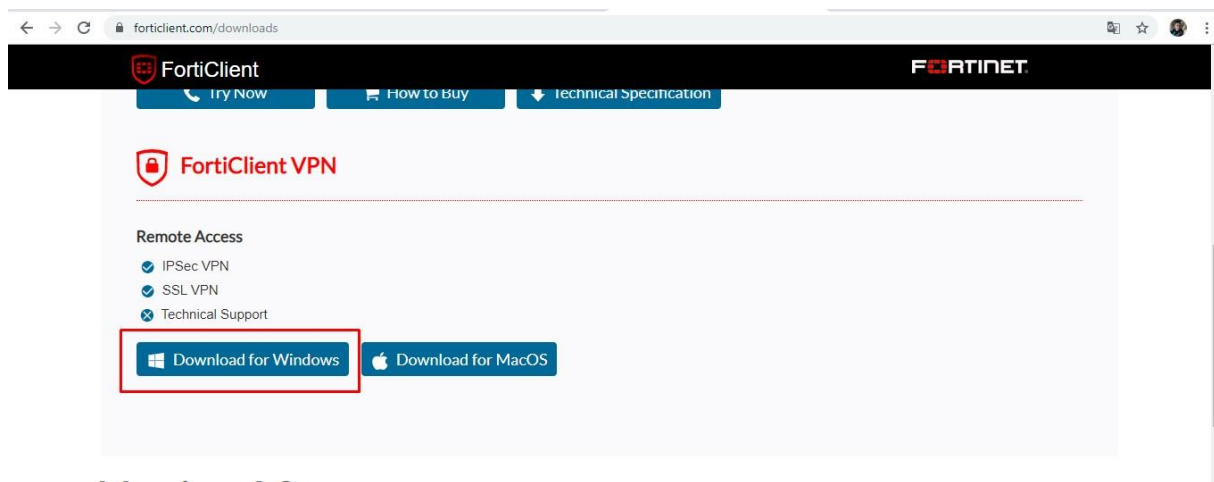 forticlient.com/downloads
FortiClient
FORTINET
Try Now
How to Buy
Technical Specification
FortiClient VPN
Remote Access
IPSec VPN
SSL VPN
Technical Support
Download for Windows
Download for MacOS